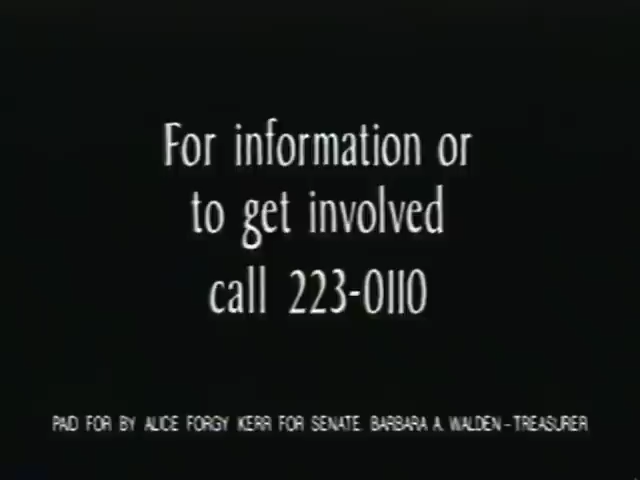 For information or
to get involved
call 223-0110
PAID FOR BY ALICE FORGY KERR FOR SENATE. BARBARA A. WALDEN - TREASURER